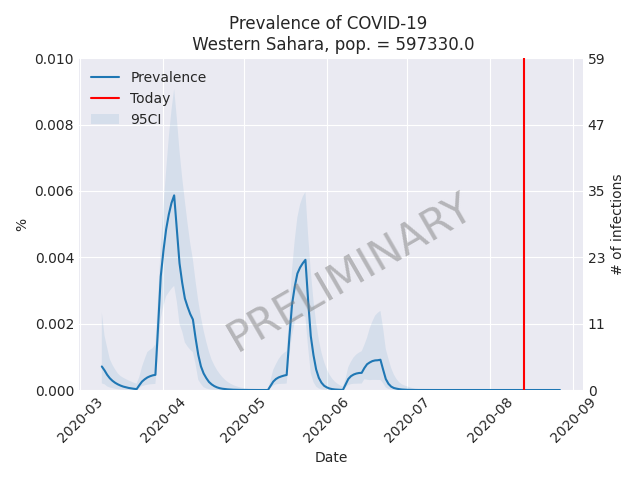 Prevalence of COVID-19
Western Sahara, pop. = 597330.0
Prevalence
Today
95CI
PRELIMINARY
%
0.010
0.008
0.006
0.004
0.002
0.000
59
47
35
23
11
0
# of infections
2020-03
2020-04
2020-05
2020-06
2020-07
2020-08
2020-09
Date